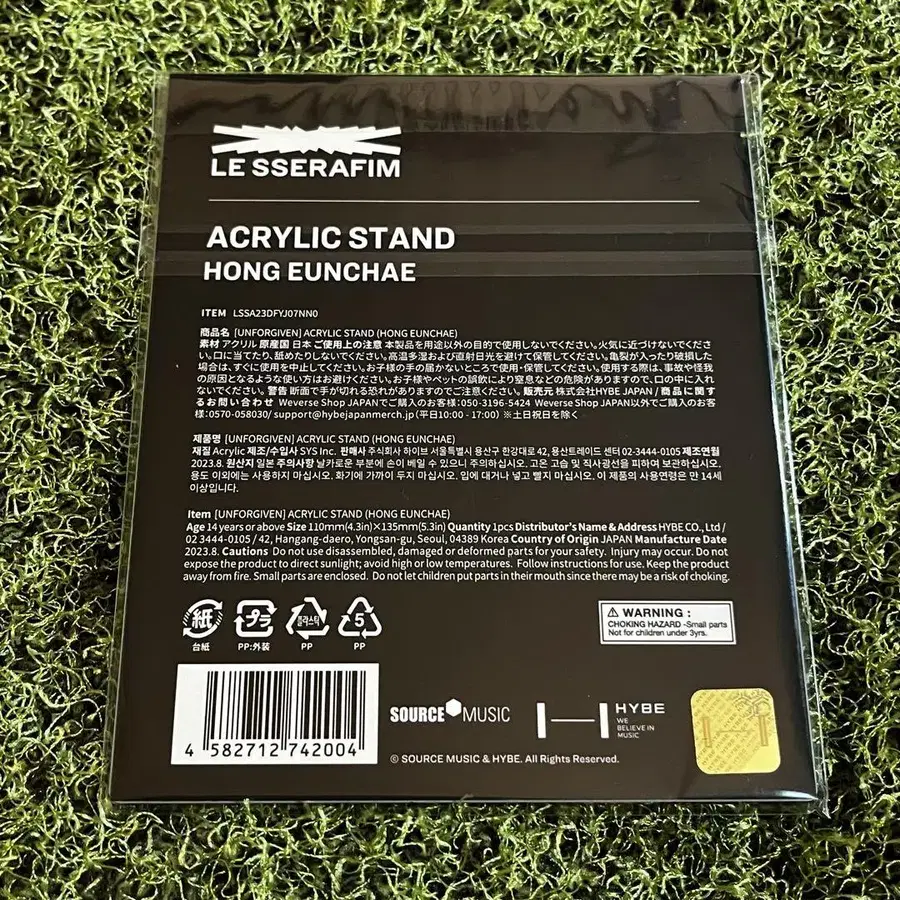 LE SSERAFIM
ACRYLIC STAND
HONG EUNCHAE
ITEM LSSA23DFYJ07NN0
商品名 [UNFORGIVEN] ACRYLIC STAND (HONG EUNCHAE)
素材 アクリル 原産国 日本 ご使用上の注意 本製品を用途以外の目的で使用しないでください。火気に近づけないでくださ
い。口に当てたり、舐めたりしないでください。高温多湿および直射日光を避けて保管してください。亀裂が入ったり破損した
場合は、すぐに使用を中止してください。お子様の手の届かないところで使用・保管してください。使用する際は、事故や怪我
の原因となるような使い方はお避けください。お子様やペットの誤飲により窒息などの危険がありますので、口の中に入れ
ないでください。警告 断面で手が切れる恐れがありますのでご注意ください。販売元 株式会社HYBE JAPAN / 商品に関す
るお問い合わせ Weverse Shop JAPANでご購入のお客様:050-3196-5424 Weverse Shop JAPAN以外でご購入のお客
様:0570-058030/ support@hybejapanmerch.jp (平日10:00 - 17:00) ※土日祝日を除く
제품명 [UNFORGIVEN] ACRYLIC STAND (HONG EUNCHAE)
재질 Acrylic 제조/수입사 SYS Inc. 판매사 주식회사 하이브 서울특별시 용산구 한강대로 42, 용산트레이드 센터 02-3444-0105 제조연월
2023.8. 원산지 일본 주의사항 날카로운 부분에 손이 베일 수 있으니 주의하십시오. 고온 고습 및 직사광선을 피하여 보관하십시오.
용도 이외에는 사용하지 마십시오. 화기에 가까이 두지 마십시오. 입에 대거나 넣고 빨지 마십시오. 이 제품의 사용연령은 만 14세
이상입니다.
Item [UNFORGIVEN] ACRYLIC STAND (HONG EUNCHAE)
Age 14 years or above Size 110mm(4.3in)×135mm(5.3in) Quantity 1pcs Distributor's Name & Address HYBE CO., Ltd /
02 3444-0105 / 42, Hangang-daero, Yongsan-gu, Seoul, 04389 Korea Country of Origin JAPAN Manufacture Date
2023.8. Cautions Do not use disassembled, damaged or deformed parts for your safety. Injury may occur. Do not
expose the product to direct sunlight; avoid high or low temperatures. Follow instructions for use. Keep the product
away from fire. Small parts are enclosed. Do not let children put parts in their mouth since there may be a risk of choking.
紙 プラ 플라스틱 5
台紙 PP:外装 PP PP
⚠ WARNING :
CHOKING HAZARD -Small parts
Not for children under 3yrs.
4 582712 742004
SOURCE MUSIC
HYBE
WE
BELIEVE IN
MUSIC
© SOURCE MUSIC & HYBE. All Rights Reserved.